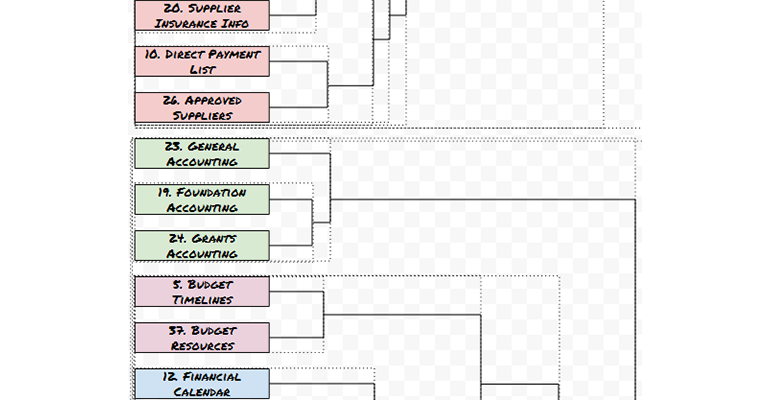 20. Supplier
Insurance Info
10. Direct Payment
List
26. Approved
Suppliers
23. General
Accounting
19. Foundation
Accounting
24. Grants
Accounting
5. Budget
Timelines
37. Budget
Resources
12. Financial
Calendar